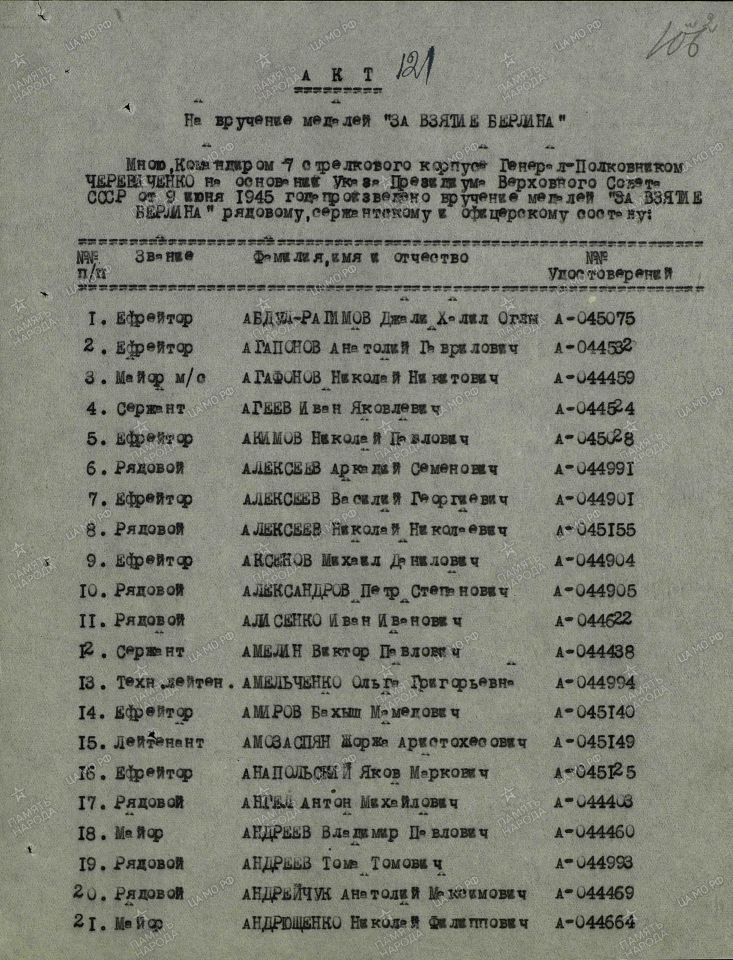 106 2
АКТ 121
На вручение медалей "ЗА ВЗЯТИЕ БЕРЛИНА"
Мною,Командиром 7 стрелкового корпуса Генерал-Полковником
ЧЕРЕВИЧЕНКО на основании Указа Президиума Верховного Совета
СССР от 9 июня 1945 годапроизведено вручение медалей "ЗА ВЗЯТИЕ
БЕРЛИНА" рядовому,сержантскому и офицерскому составу:
№№ Звание Фамилия,имя и отчество №№
п/п Удостоверений
1. Ефрейтор АБДУЛ-РАГИМОВ Джали Халил Оглы А-045075
2. Ефрейтор АГАПОНОВ Анатолий Гаврилович А-044532
3. Майор м/с АГАФОНОВ Николай Никитович А-044459
4. Сержант АГЕЕВ Иван Яковлевич А-044524
5. Ефрейтор АКИМОВ Николай Павлович А-045028
6. Рядовой АЛЕКСЕЕВ Аркадий Семенович А-044991
7. Ефрейтор АЛЕКСЕЕВ Василий Георгиевич А-044901
8. Рядовой АЛЕКСЕЕВ Николай Николаевич А-045155
9. Ефрейтор АКСЕНОВ Михаил Данилович А-044904
10. Рядовой АЛЕКСАНДРОВ Петр Степанович А-044905
11. Рядовой АЛИСЕНКО Иван Иванович А-044622
12. Сержант АМЕЛИН Виктор Павлович А-044438
13. Техн.лейтен. АМЕЛЬЧЕНКО Ольга Григорьевна А-044994
14. Ефрейтор АМИРОВ Бахыш Мамедович А-045140
15. Лейтенант АМОЗАСПЯН Жоржа Аристохесович А-045149
16. Ефрейтор АНАПОЛЬСКИЙ Яков Маркович А-045125
17. Рядовой АНГЕЛ Антон Михайлович А-044403
18. Майор АНДРЕЕВ Владимир Павлович А-044460
19. Рядовой АНДРЕЕВ Тома Томович А-044993
20. Рядовой АНДРЕЙЧУК Анатолий Максимович А-044469
21. Майор АНДРЮЩЕНКО Николай Филиппович А-044664